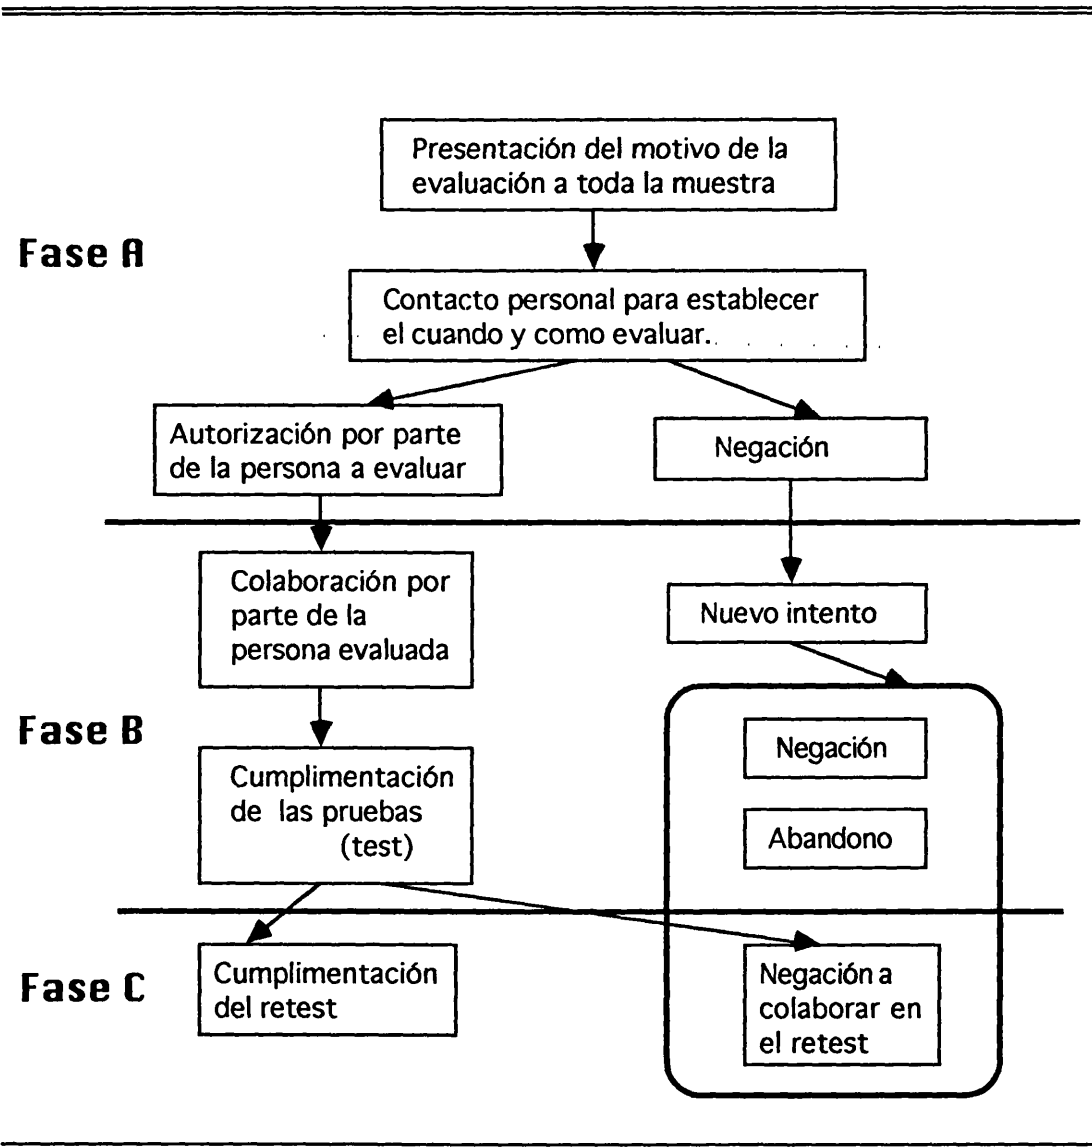 Presentación del motivo de la
evaluación a toda la muestra
Fase A
Contacto personal para establecer
el cuando y como evaluar.
Autorización por parte
de la persona a evaluar
Negación
Colaboración por
parte de la
persona evaluada
Nuevo intento
Fase B
Negación
Cumplimentación
de las pruebas
(test)
Abandono
Fase C
Cumplimentación
del retest
Negación a
colaborar en
el retest